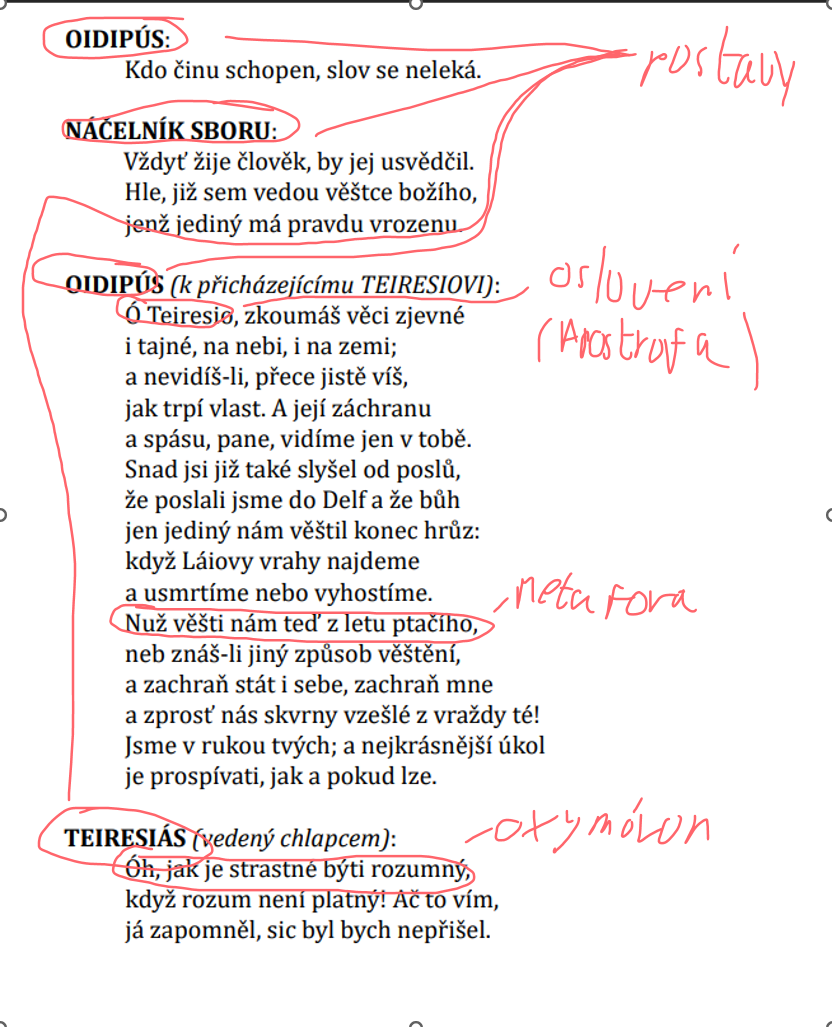 OIDIPÚS:
Kdo činu schopen, slov se neleká.
postavy
NÁČELNÍK SBORU:
Vždyť žije člověk, by jej usvědčil.
Hle, již sem vedou věštce božího,
jenž jediný má pravdu vrozenu.
OIDIPÚS (k přicházejícímu TEIRESIOVI):
oslovení
(Apostrofa)
Ó Teiresio, zkoumáš věci zjevné
i tajné, na nebi, i na zemi;
a nevidíš-li, přece jistě víš,
jak trpí vlast. A její záchranu
a spásu, pane, vidíme jen v tobě.
Snad jsi již také slyšel od poslů,
že poslali jsme do Delf a že bůh
jen jediný nám věštil konec hrůz:
když Láiovy vrahy najdeme
a usmrtíme nebo vyhostíme.
metafora
Nuž věšti nám teď z letu ptačího,
neb znáš-li jiný způsob věštění,
a zachraň stát i sebe, zachraň mne
a zprosť nás skvrny vzešlé z vraždy té!
Jsme v rukou tvých; a nejkrásnější úkol
je prospívati, jak a pokud lze.
TEIRESIÁS (vedený chlapcem):
oxymóron
Óh, jak je strastné býti rozumný,
když rozum není platný! Ač to vím,
já zapomněl, sic byl bych nepřišel.